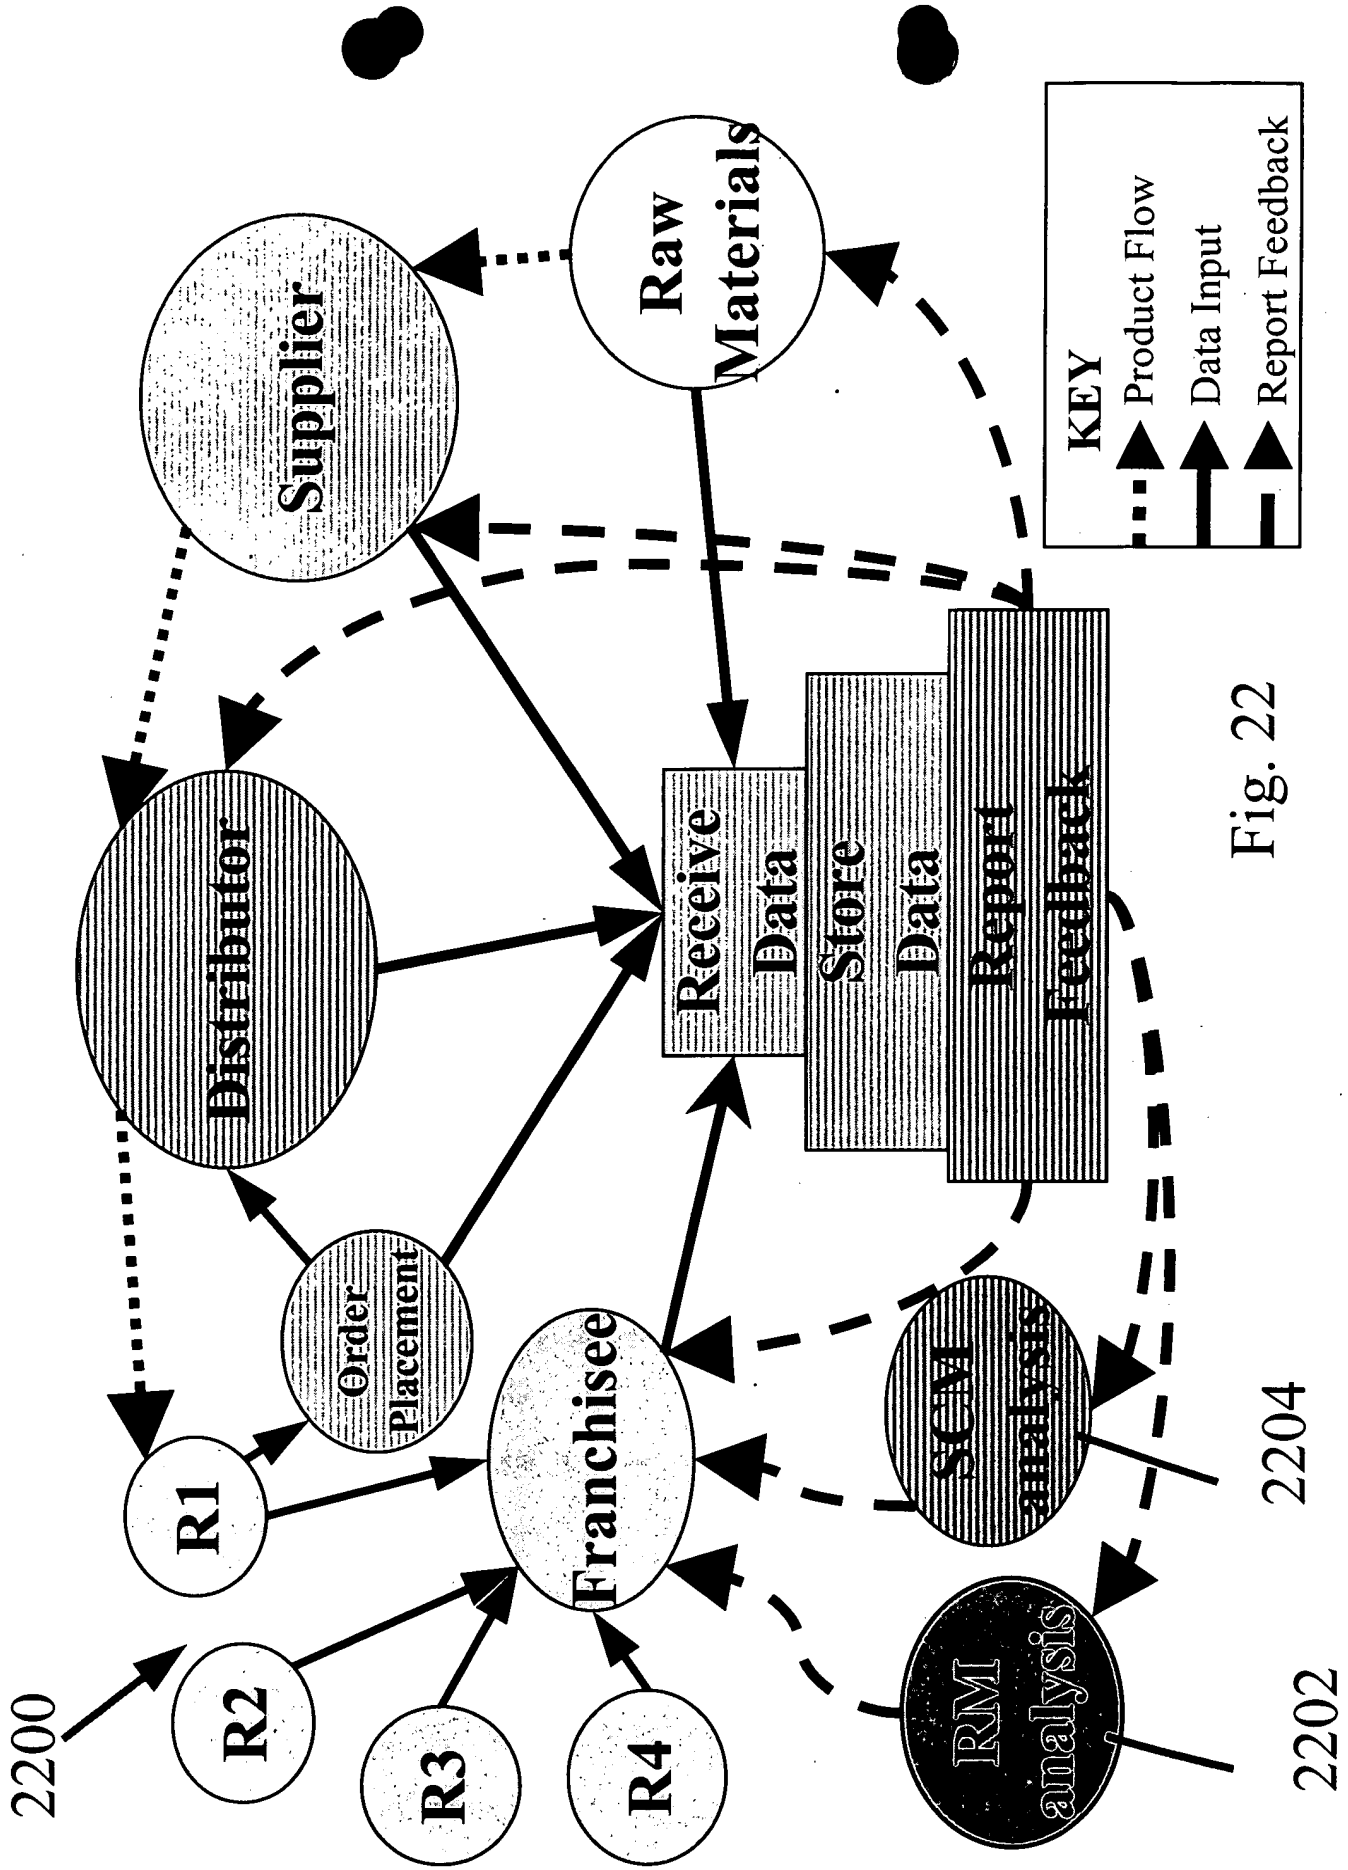 2200
R1
R2
R3
R4
Order
Placement
Distributor
Supplier
Franchisee
Raw
Materials
Receive
Data
Store
Data
Report
Feedback
RM
analysis
SCM
analysis
2202
2204
KEY
Product Flow
Data Input
Report Feedback
Fig. 22